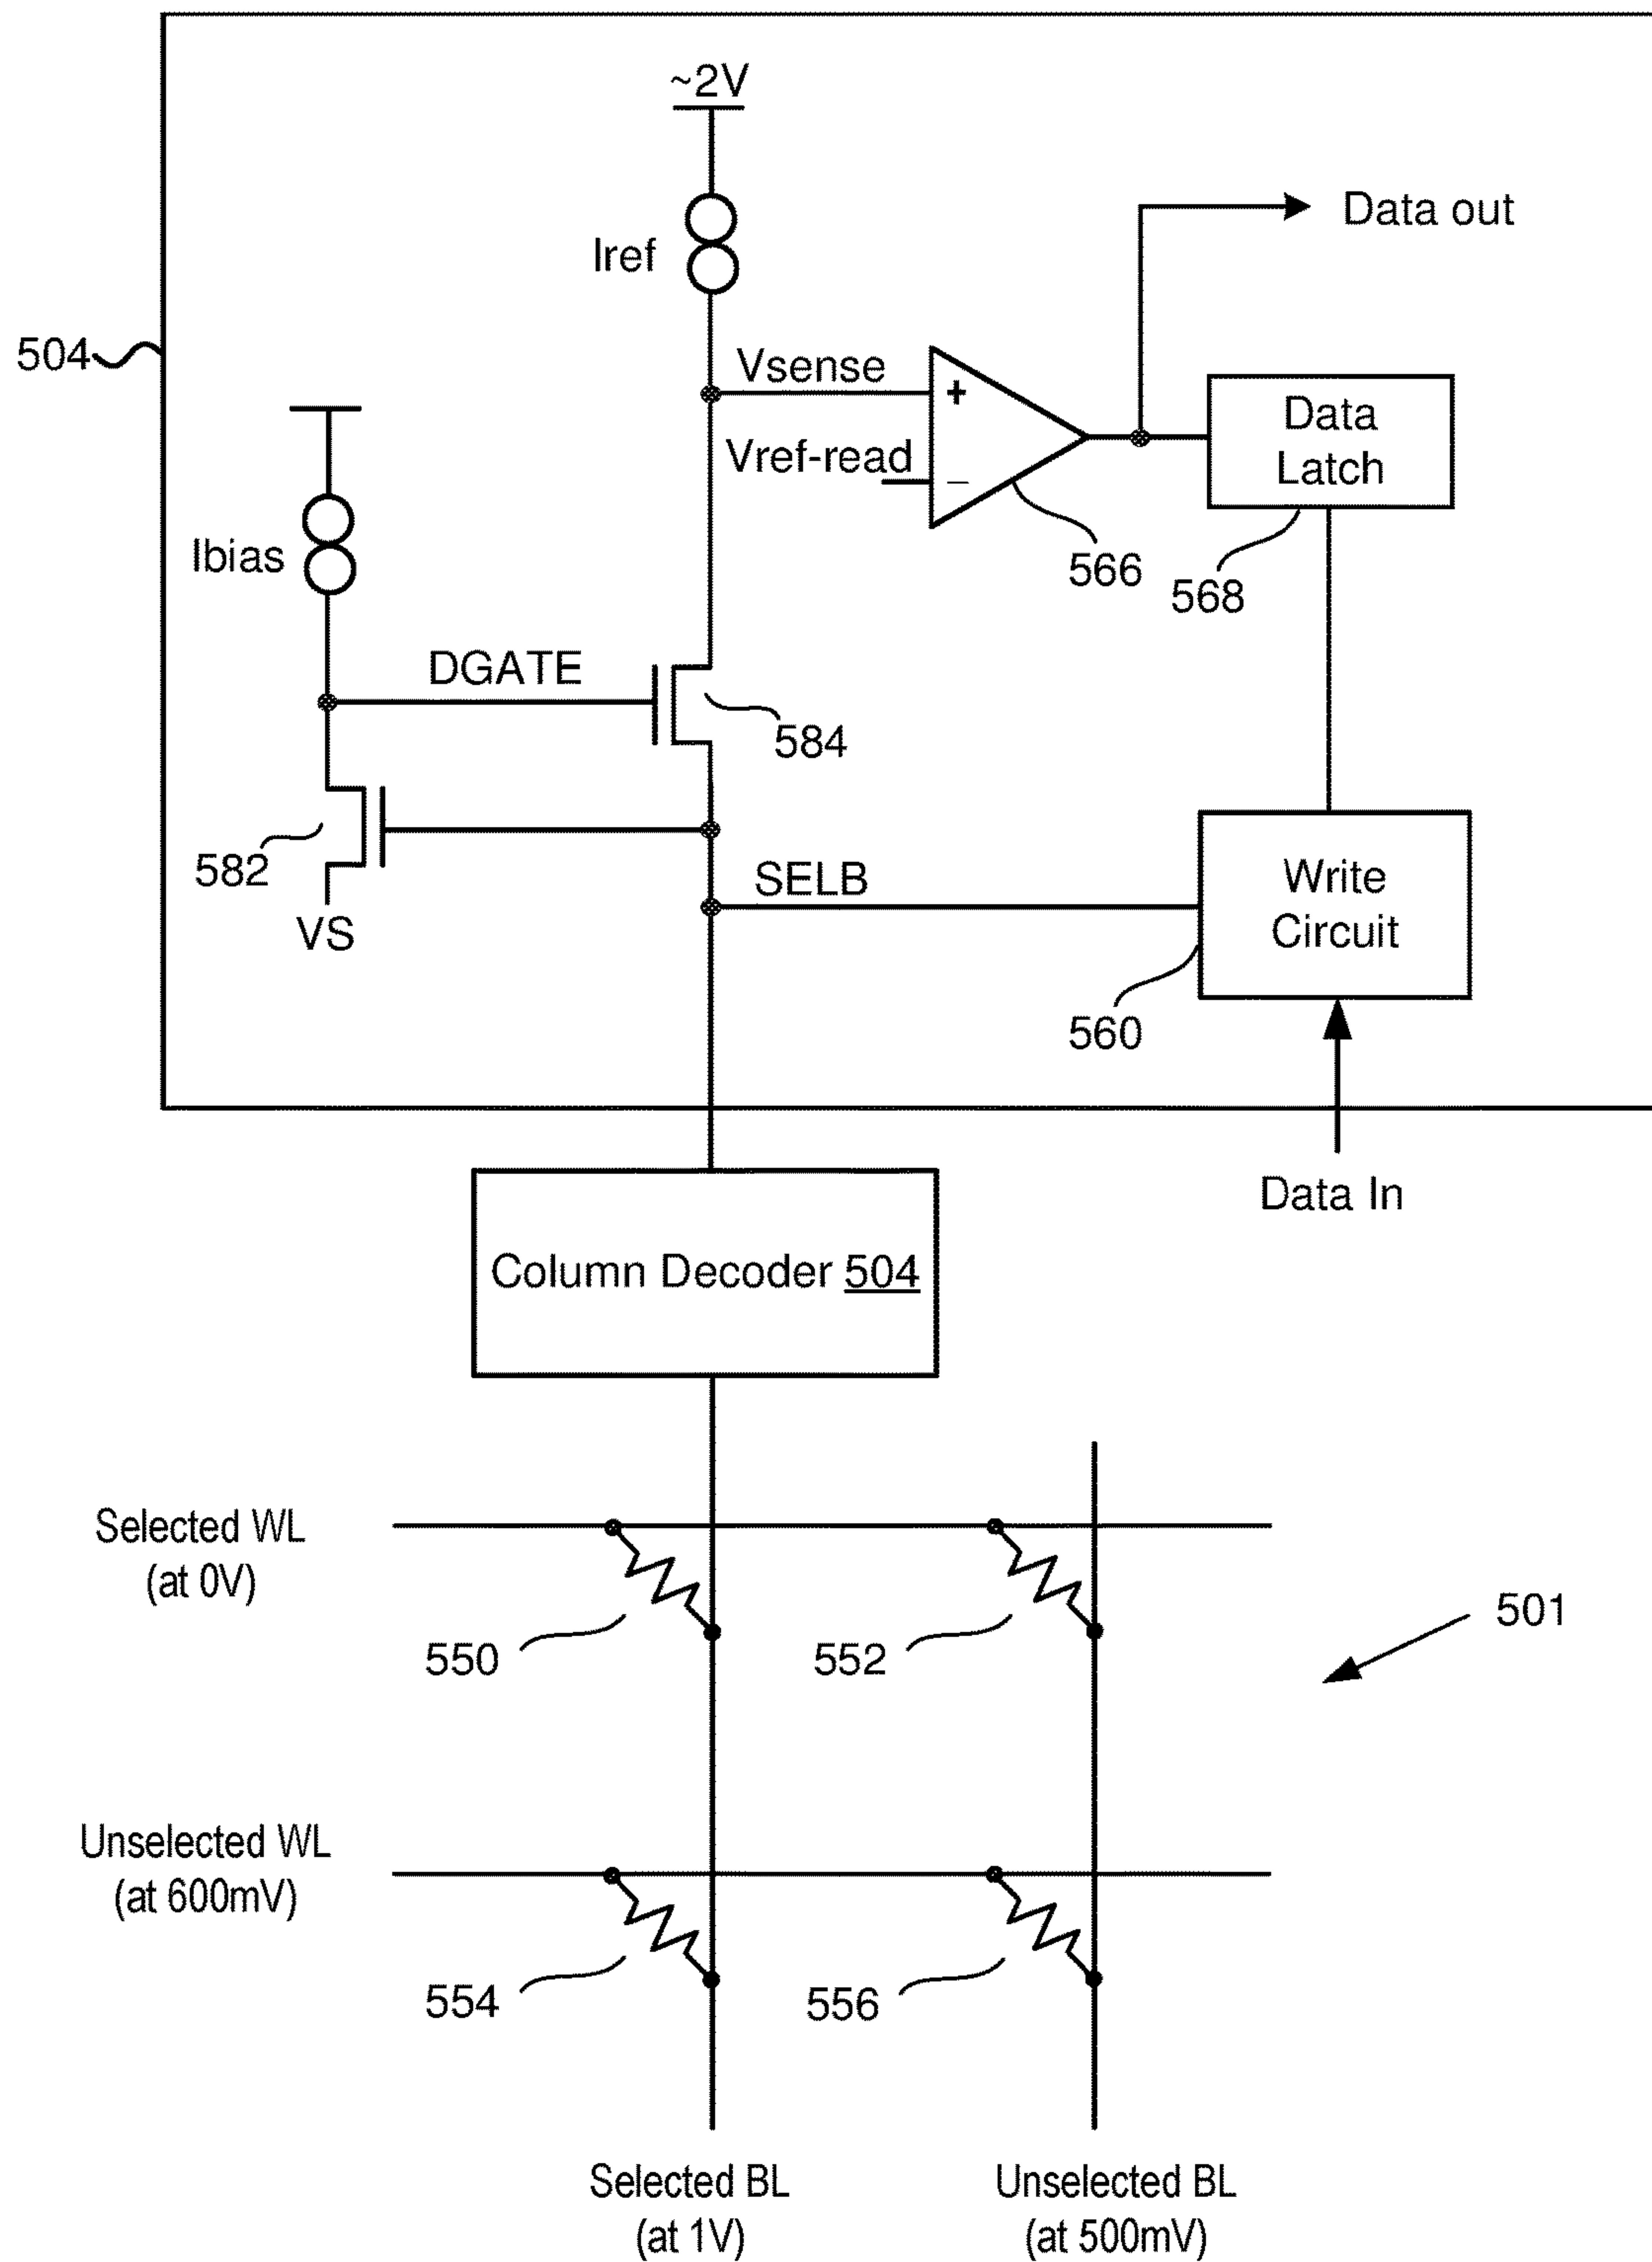 ~2V
Iref
Data out
504
Vsense
+
Vref-read
−
Data
Latch
Ibias
566
568
DGATE
584
582
VS
SELB
Write
Circuit
560
Data In
Column Decoder 504
Selected WL
(at 0V)
550
552
501
Unselected WL
(at 600mV)
554
556
Selected BL
(at 1V)
Unselected BL
(at 500mV)